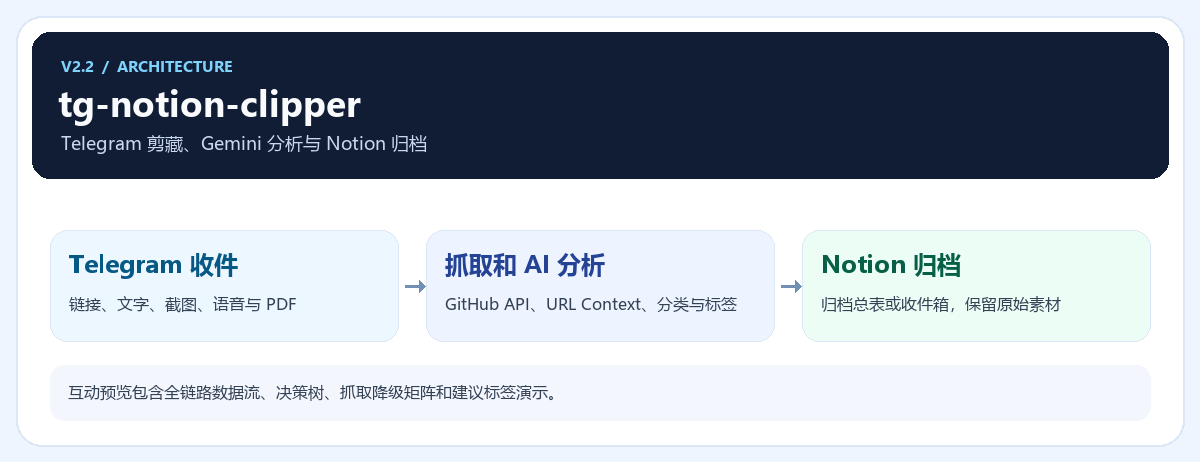 V2.2 / ARCHITECTURE
tg-notion-clipper
Telegram 剪藏、Gemini 分析与 Notion 归档
Telegram 收件
链接、文字、截图、语音与 PDF
抓取和 AI 分析
GitHub API、URL Context、分类与标签
Notion 归档
归档总表或收件箱，保留原始素材
互动预览包含全链路数据流、决策树、抓取降级矩阵和建议标签演示。